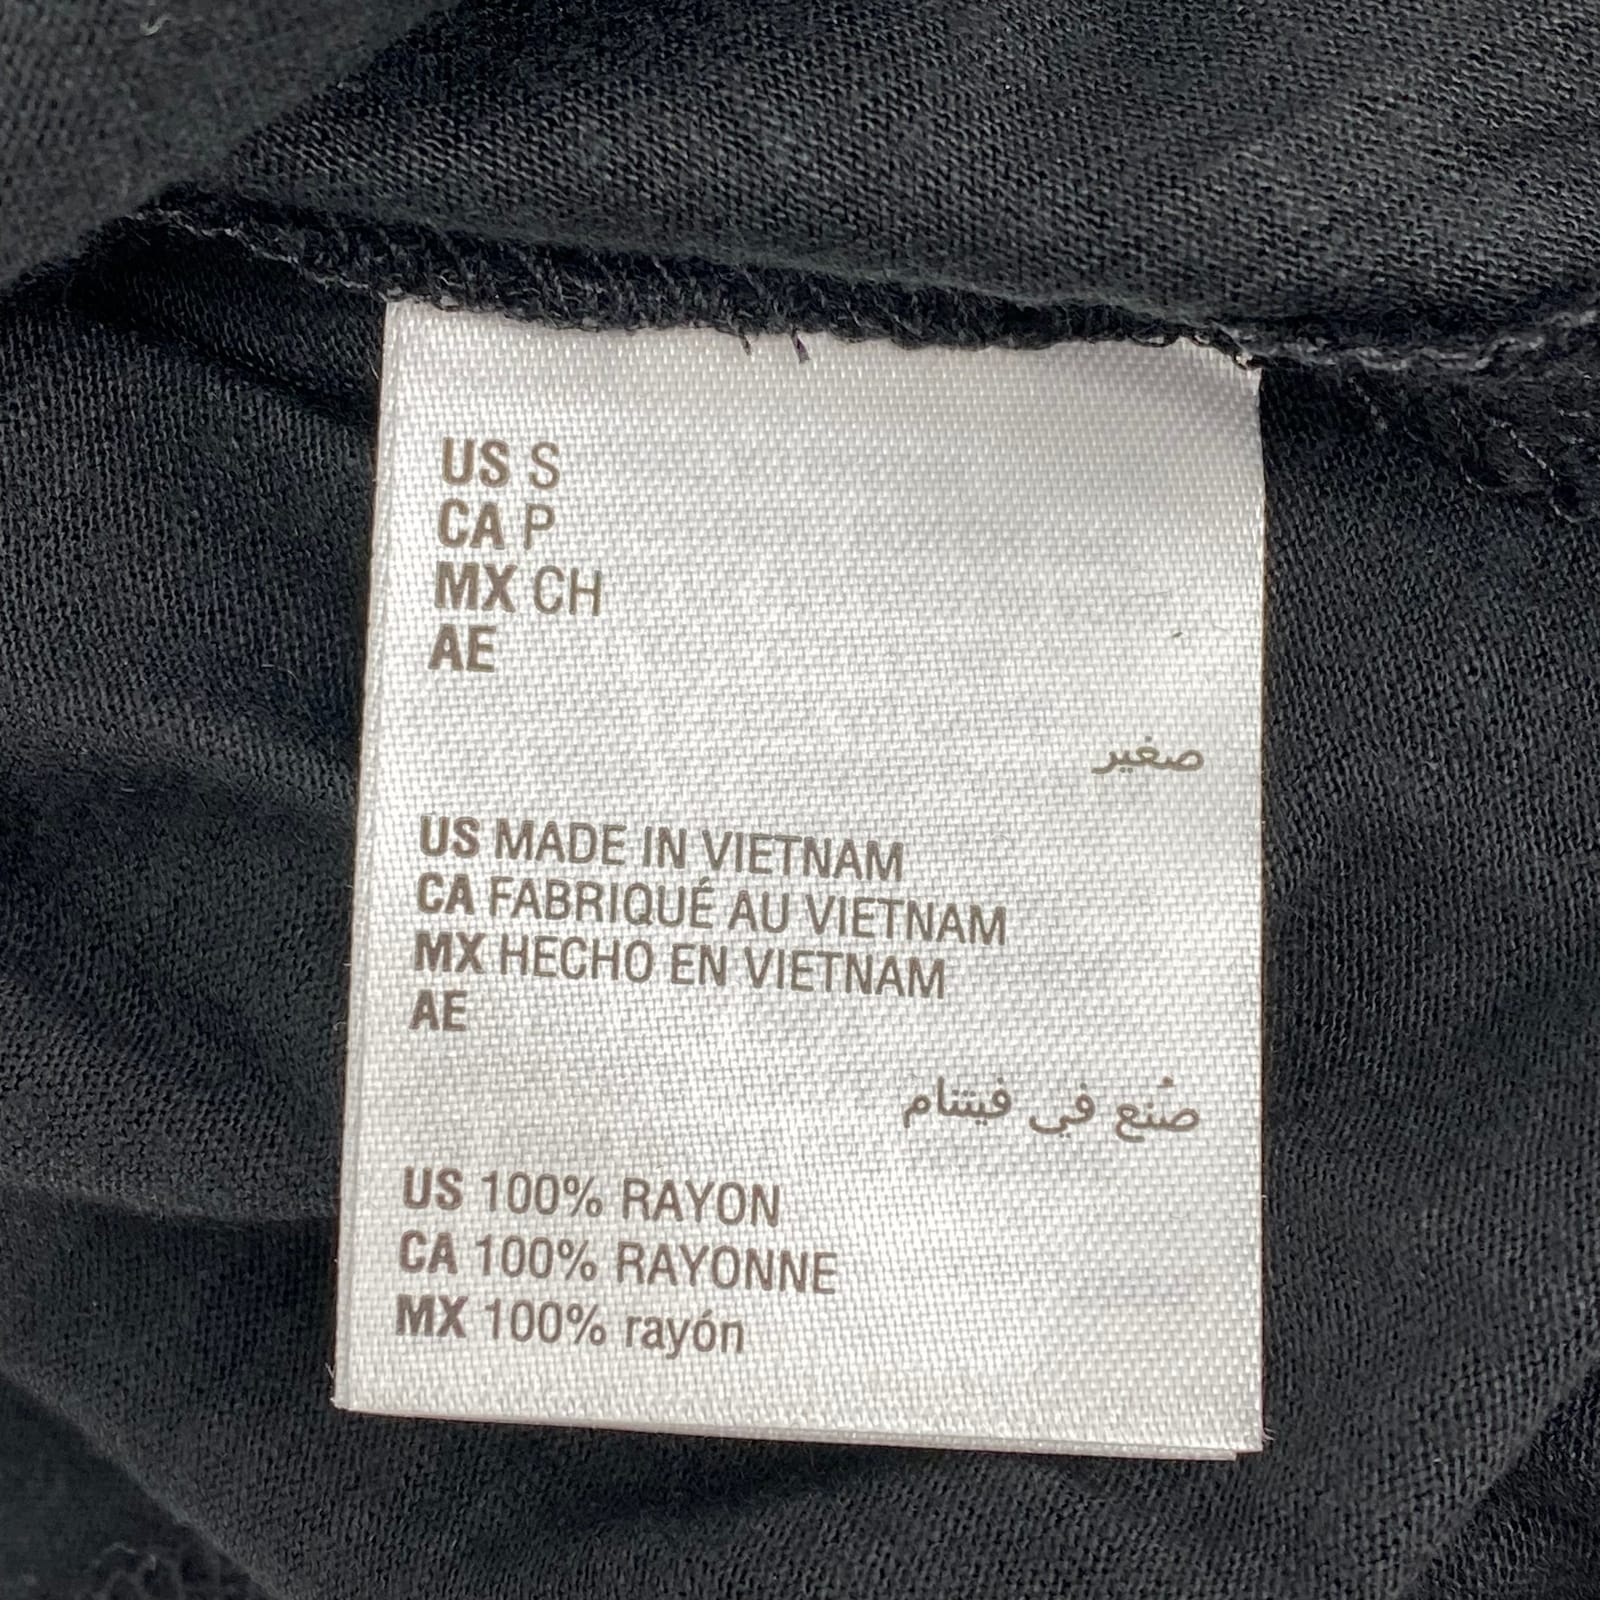 US S
CA P
MX CH
AE
صغير
US MADE IN VIETNAM
CA FABRIQUÉ AU VIETNAM
MX HECHO EN VIETNAM
AE
صُنع في فيتنام
US 100% RAYON
CA 100% RAYONNE
MX 100% rayón